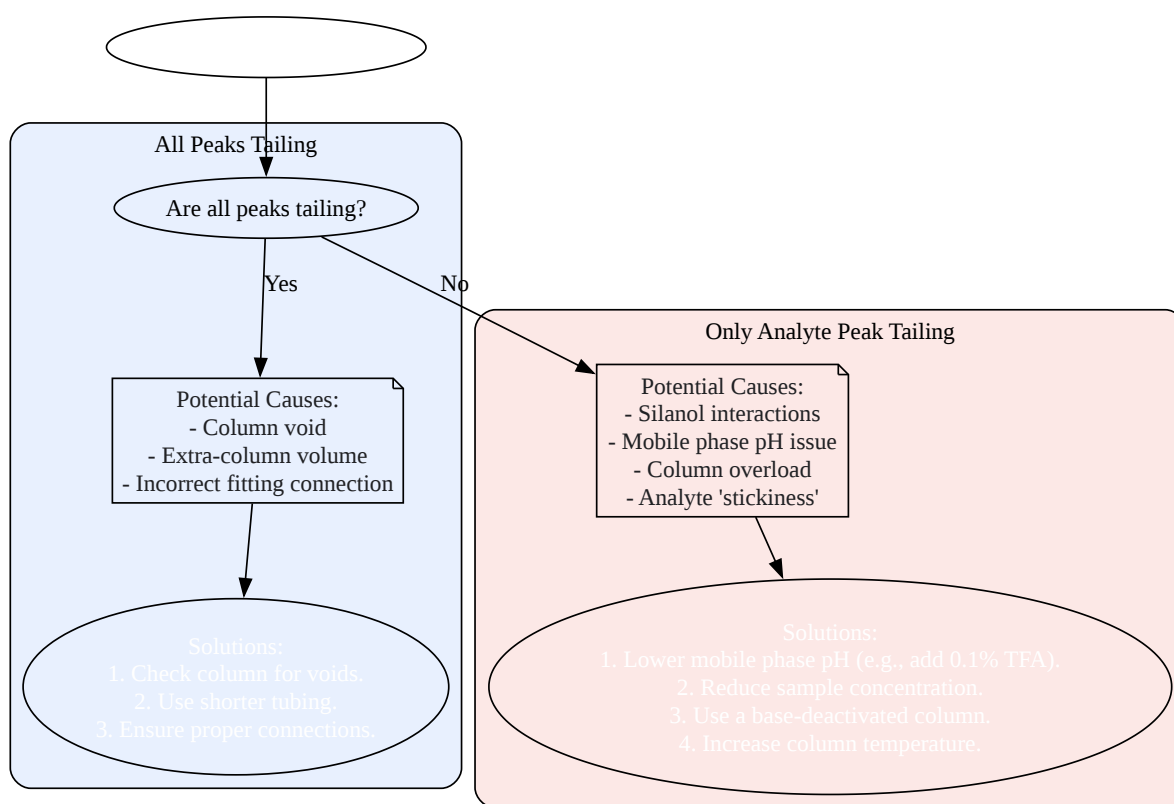 All Peaks Tailing
Are all peaks tailing?
Yes
No
Only Analyte Peak Tailing
Potential Causes:
- Column void
- Extra-column volume
- Incorrect fitting connection
Potential Causes:
- Silanol interactions
- Mobile phase pH issue
- Column overload
- Analyte 'stickiness'
Solutions:
1. Check column for voids.
2. Use shorter tubing.
3. Ensure proper connections.
Solutions:
1. Lower mobile phase pH (e.g., add 0.1% TFA).
2. Reduce sample concentration.
3. Use a base-deactivated column.
4. Increase column temperature.